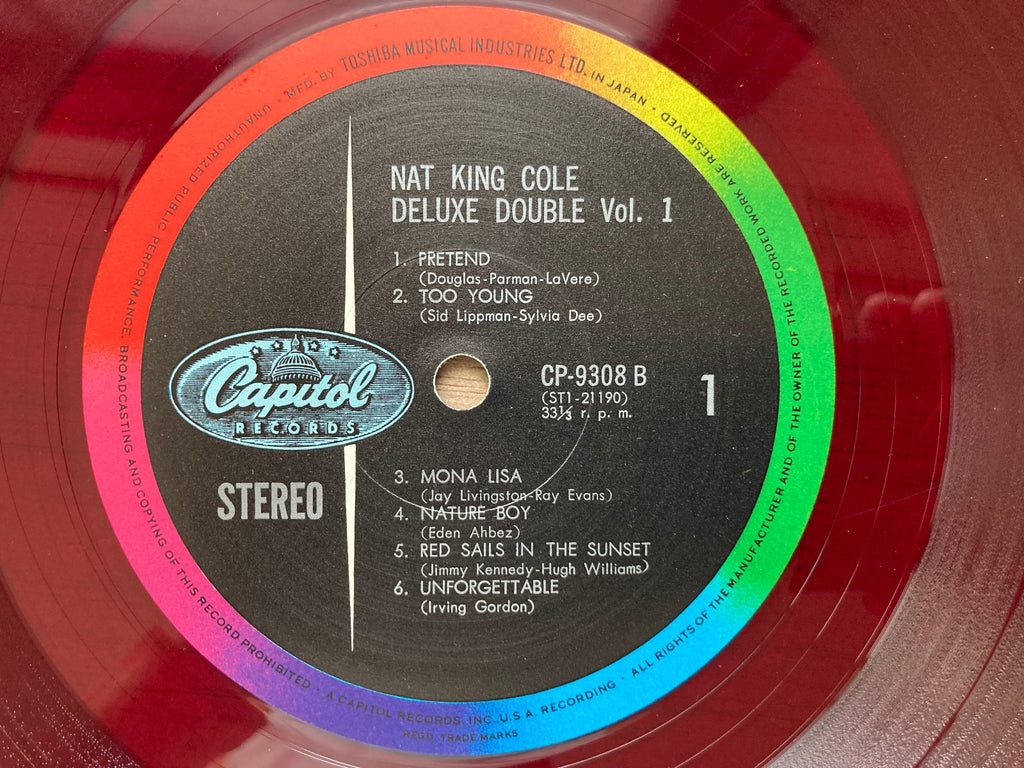 MFD. BY TOSHIBA MUSICAL INDUSTRIES LTD. IN JAPAN · ALL RIGHTS OF THE MANUFACTURER AND OF THE OWNER OF THE RECORDED WORK ARE RESERVED · UNAUTHORIZED PUBLIC PERFORMANCE, BROADCASTING AND COPYING OF THIS RECORD PROHIBITED · A CAPITOL RECORDS, INC., U.S.A. RECORDING ·
REGD. TRADE MARKS
NAT KING COLE
DELUXE DOUBLE Vol. 1
1. PRETEND
(Douglas-Parman-LaVere)
2. TOO YOUNG
(Sid Lippman-Sylvia Dee)
Capitol
RECORDS
CP-9308 B
(ST1-21190)
33⅓ r. p. m.
1
STEREO
3. MONA LISA
(Jay Livingston-Ray Evans)
4. NATURE BOY
(Eden Ahbez)
5. RED SAILS IN THE SUNSET
(Jimmy Kennedy-Hugh Williams)
6. UNFORGETTABLE
(Irving Gordon)